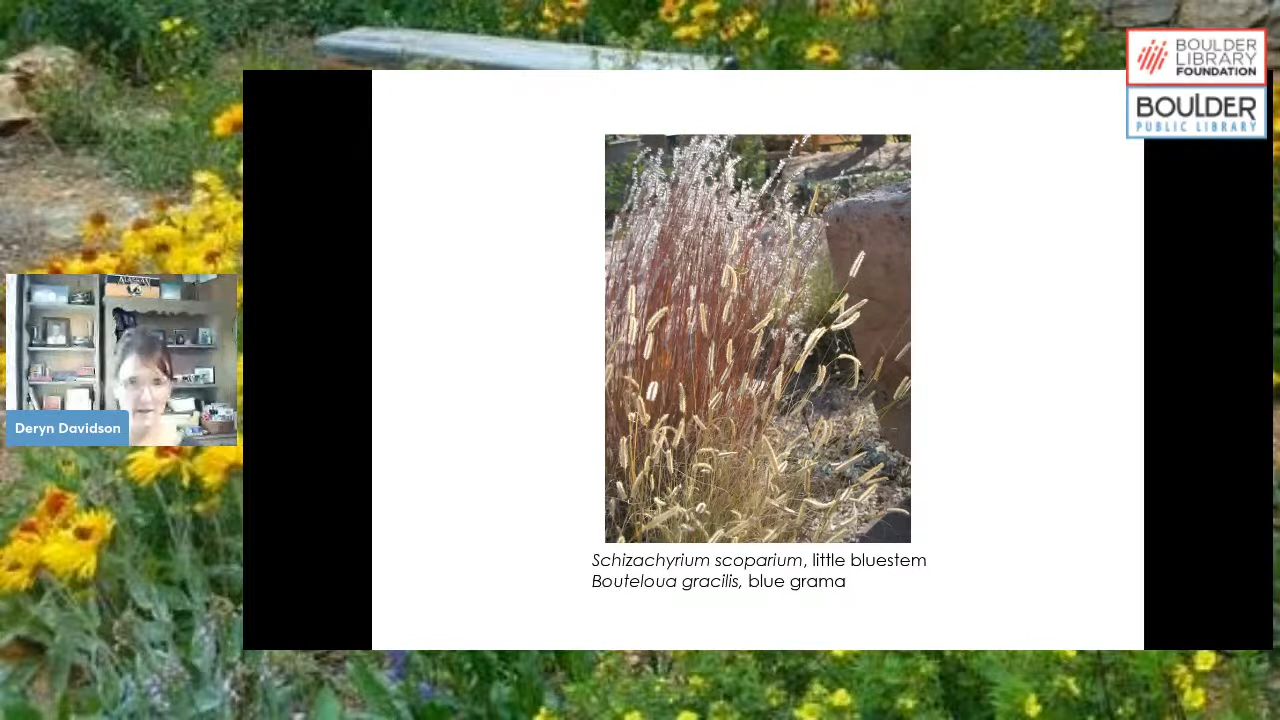 BOULDER
LIBRARY
FOUNDATION
BOULDER
PUBLIC LIBRARY
Deryn Davidson
Schizachyrium scoparium, little bluestem
Bouteloua gracilis, blue grama